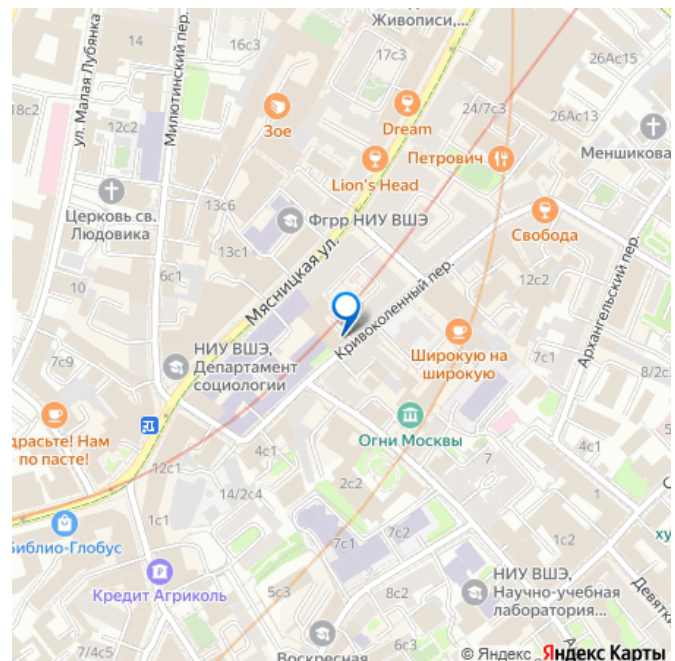 Живописи,...
14
16с3
17с3
26Ас15
ул. Малая Лубянка
Милютинский пер.
18с2
Зое
Dream
24/7с3
26Ас13
12с2
Петрович
Меншикова
Lion's Head
Церковь св.
Людовика
13с6
Фгрр НИУ ВШЭ
Свобода
13с1
Мясницкая ул.
6с1
12с2
10
Кривоколенный пер.
Архангельский пер.
НИУ ВШЭ,
Департамент
социологии
7с9
Широкую на
широкую
7с1
8/2с
драсьте! Нам
по пасте!
Огни Москвы
4с1
4с1
12с1
7
14/2с4
2с2
1
1с1
7с1
7с2
1с2
ху
Библио-Глобус
Кредит Агриколь
5с3
8с2
НИУ ВШЭ,
Научно-учебная
лаборатория...
Девятки
7/4с5
Воскресная
6с3
© Яндекс Яндекс Карты